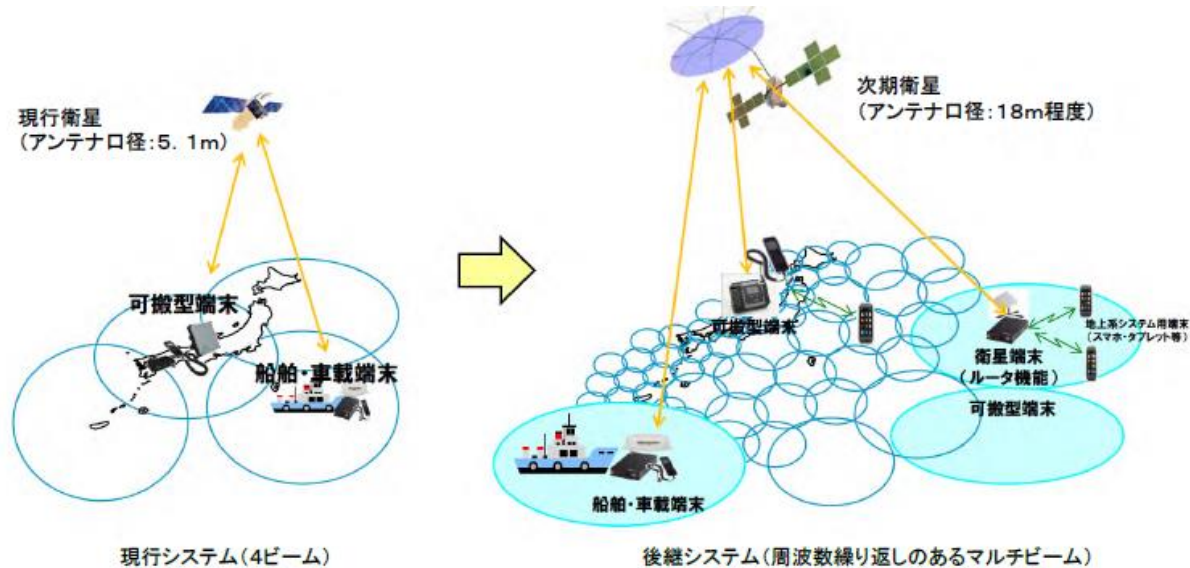 現行衛星
（アンテナ口径：5．1m）
可搬型端末
船舶・車載端末
現行システム（4ビーム）
次期衛星
（アンテナ口径：18m程度）
可搬型端末
地上系システム用端末
（スマホ・タブレット等）
衛星端末
（ルータ機能）
可搬型端末
船舶・車載端末
後継システム（周波数繰り返しのあるマルチビーム）